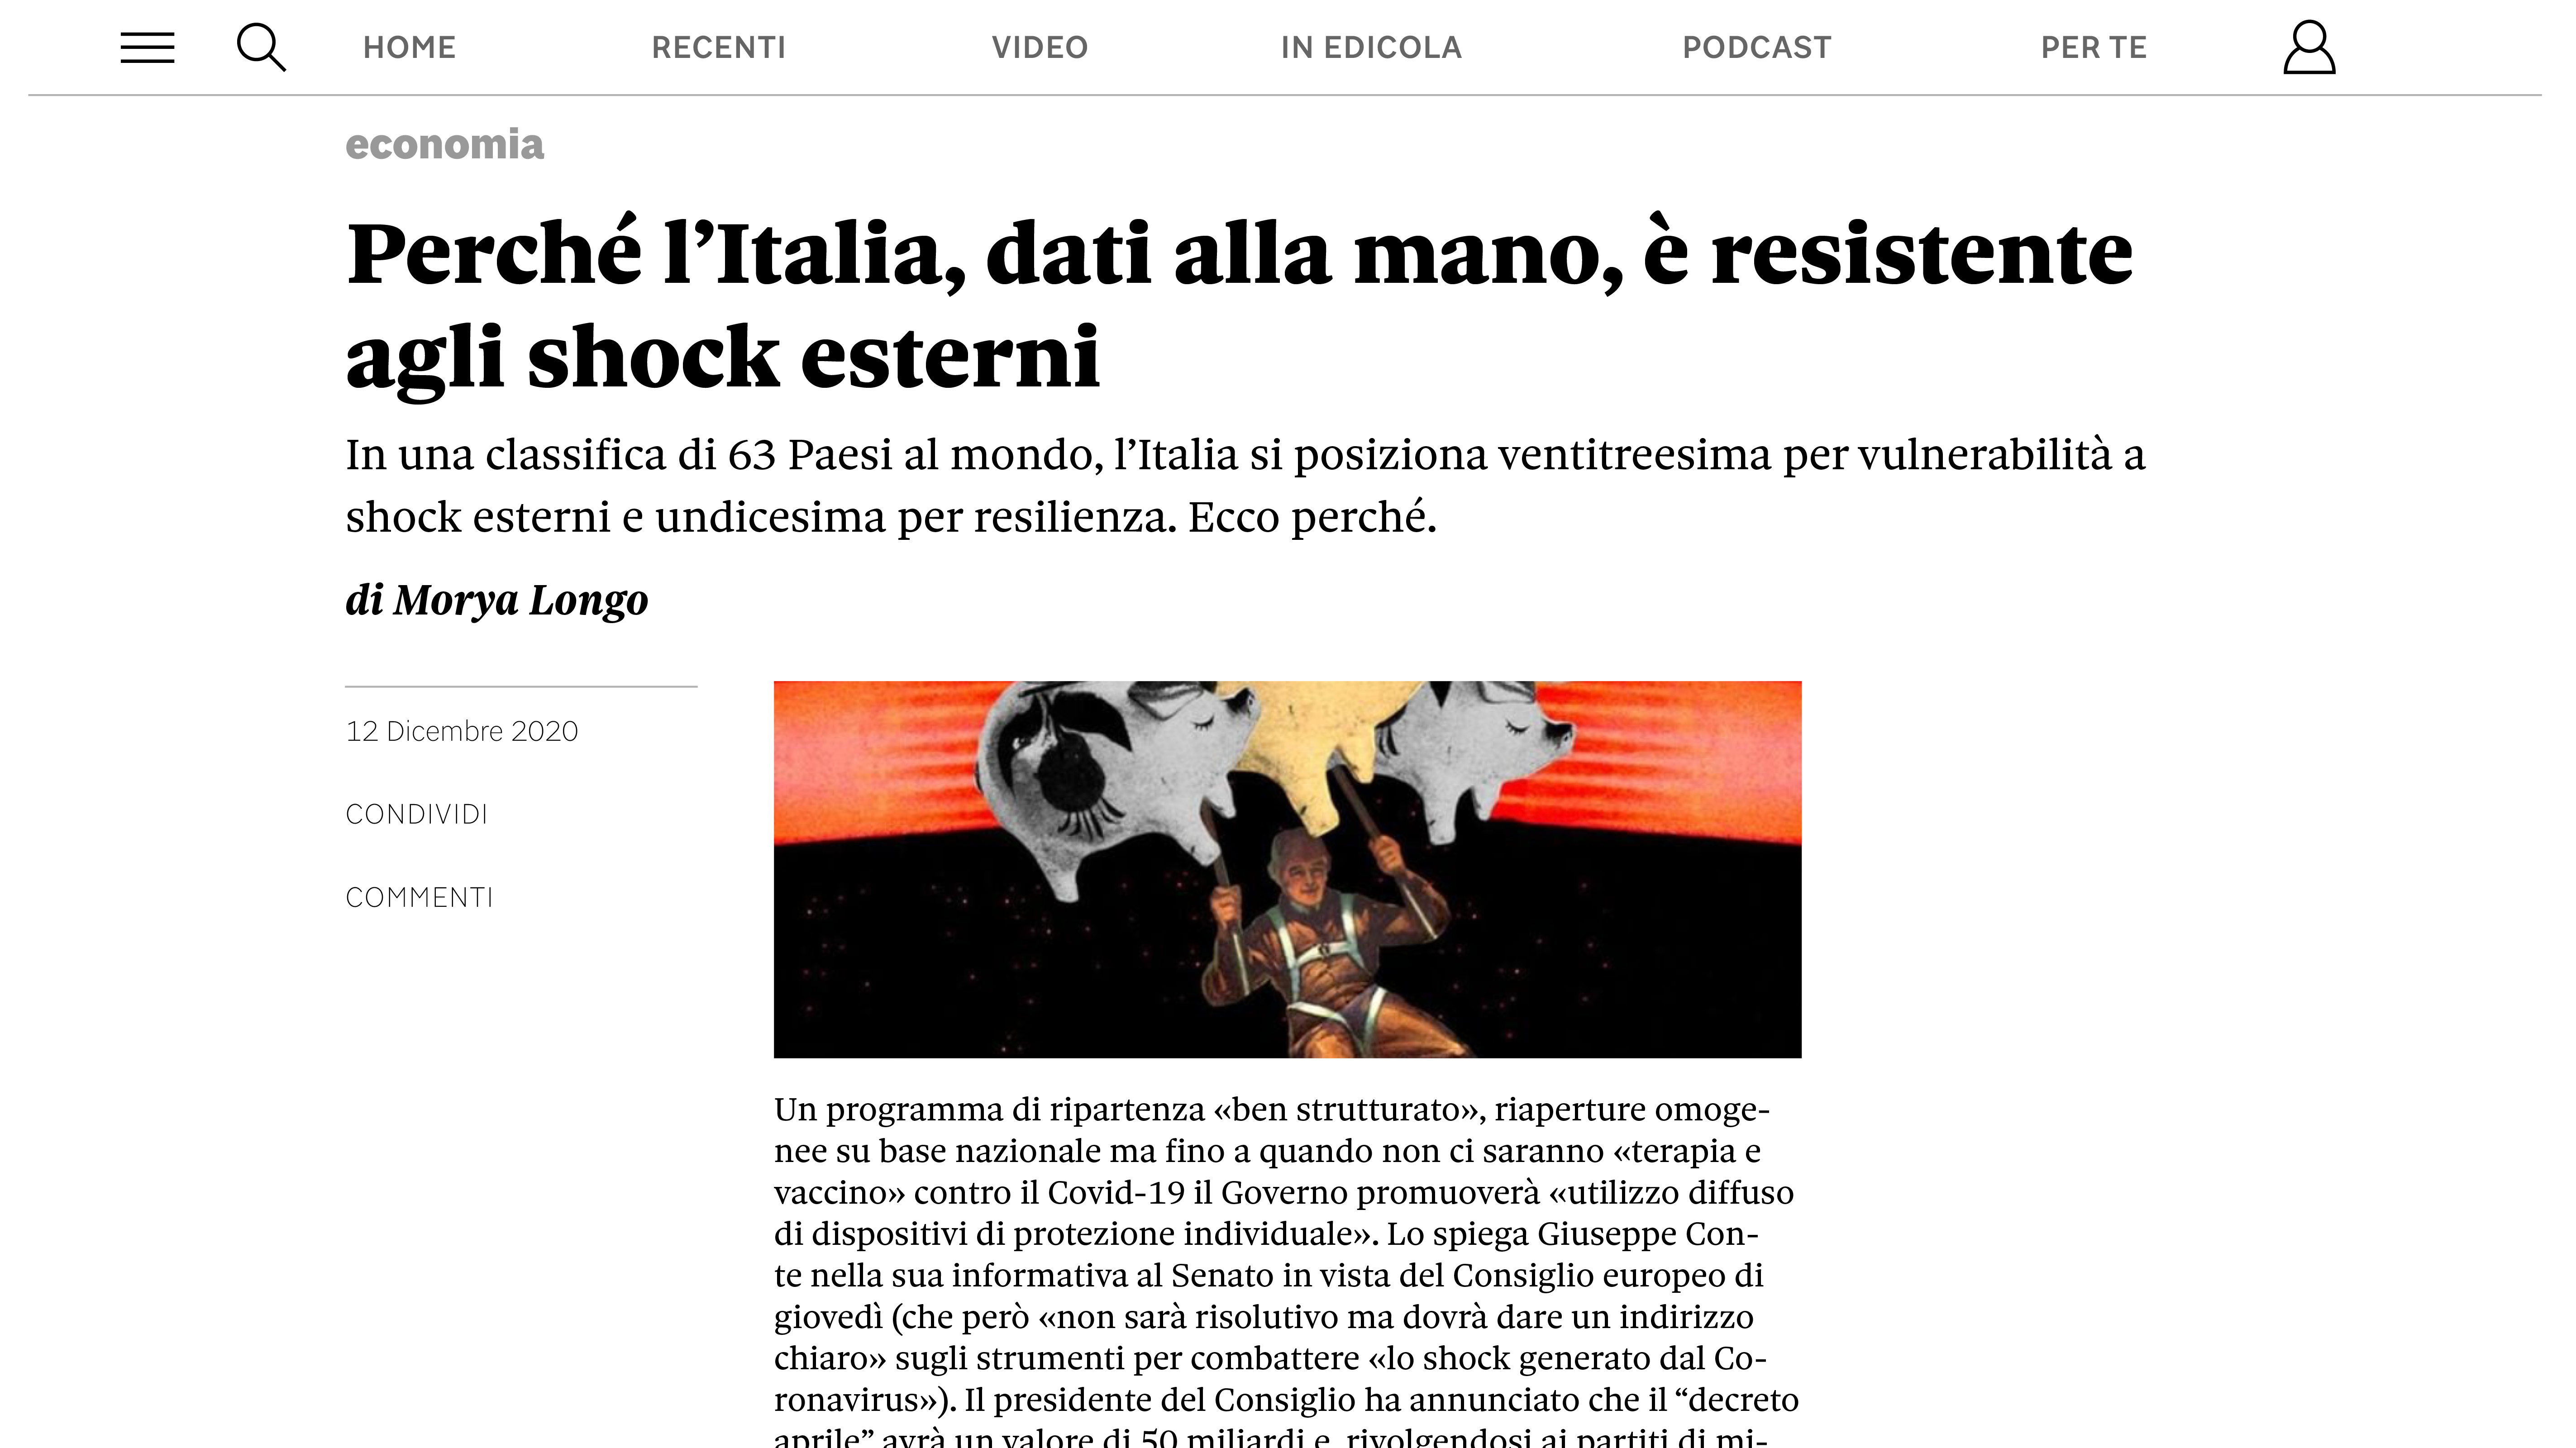 HOME RECENTI VIDEO IN EDICOLA PODCAST PER TE
economia
Perché l’Italia, dati alla mano, è resistente
agli shock esterni
In una classifica di 63 Paesi al mondo, l’Italia si posiziona ventitreesima per vulnerabilità a
shock esterni e undicesima per resilienza. Ecco perché.
di Morya Longo
12 Dicembre 2020
CONDIVIDI
COMMENTI
Un programma di ripartenza «ben strutturato», riaperture omoge-
nee su base nazionale ma fino a quando non ci saranno «terapia e
vaccino» contro il Covid-19 il Governo promuoverà «utilizzo diffuso
di dispositivi di protezione individuale». Lo spiega Giuseppe Con-
te nella sua informativa al Senato in vista del Consiglio europeo di
giovedì (che però «non sarà risolutivo ma dovrà dare un indirizzo
chiaro» sugli strumenti per combattere «lo shock generato dal Co-
ronavirus»). Il presidente del Consiglio ha annunciato che il “decreto
aprile” avrà un valore di 50 miliardi e, rivolgendosi ai partiti di mi-